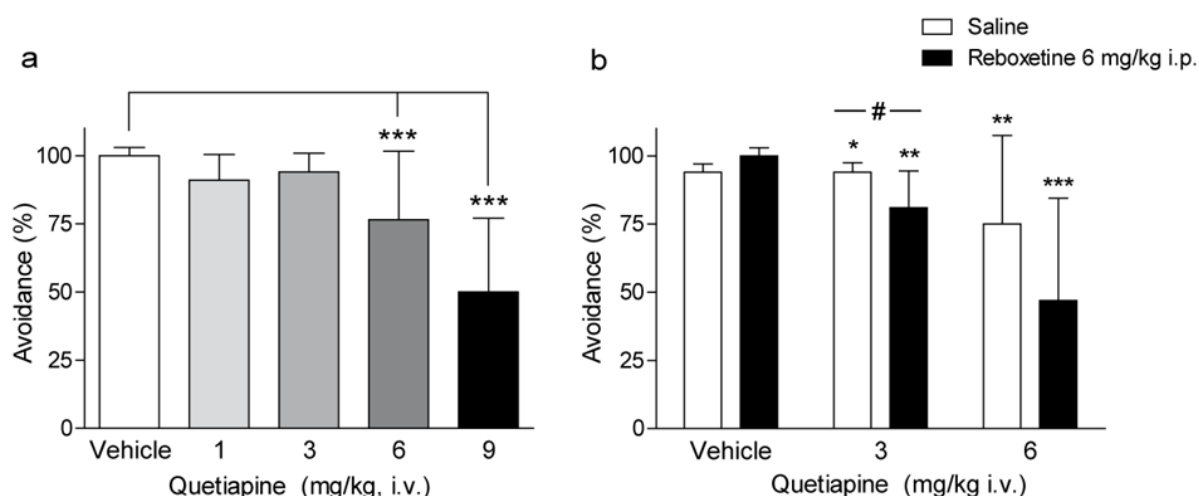 Saline
Reboxetine 6 mg/kg i.p.
a
Avoidance (%)
100
75
50
25
0
***
***
Vehicle 1 3 6 9
Quetiapine (mg/kg, i.v.)
b
Avoidance (%)
100
75
50
25
0
#
* ** ** ***
Vehicle 3 6
Quetiapine (mg/kg i.v.)